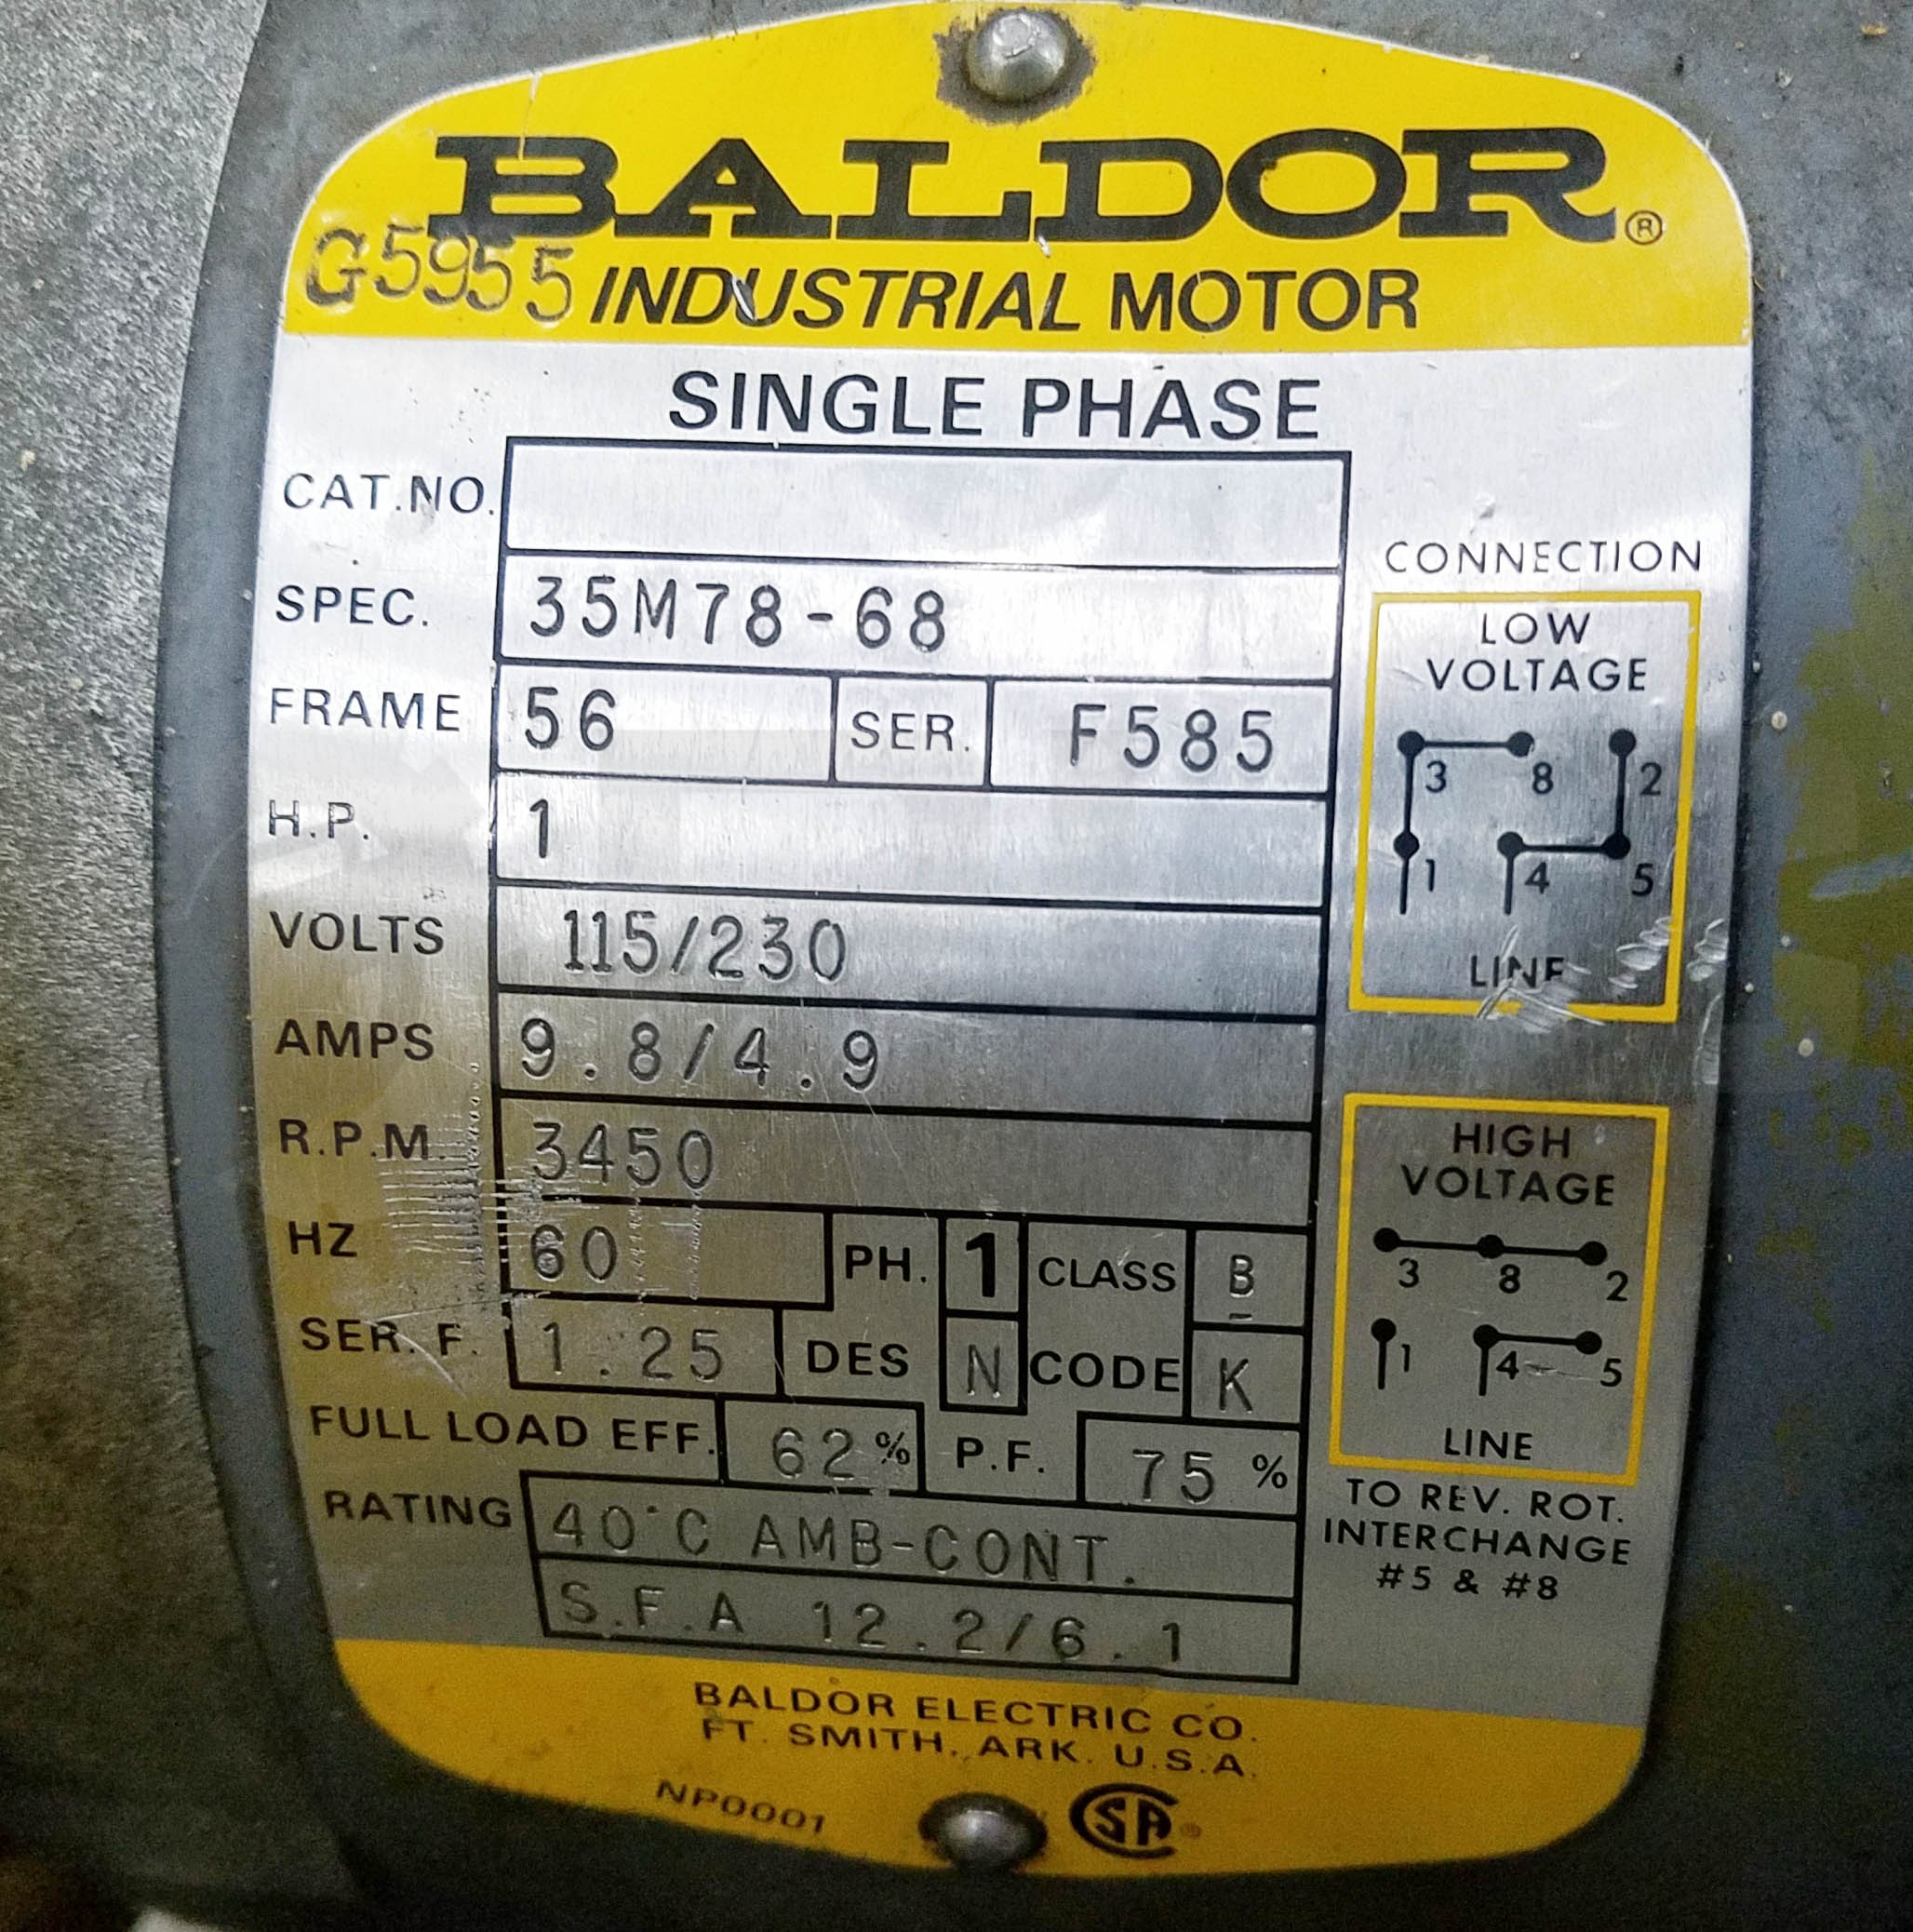 BALDOR®
G5955 INDUSTRIAL MOTOR
SINGLE PHASE
CAT.NO.
SPEC. 35M78-68
FRAME 56 SER. F585
H.P. 1
VOLTS 115/230
AMPS 9.8/4.9
R.P.M. 3450
HZ 60 PH. 1 CLASS B
SER. F. 1.25 DES N CODE K
FULL LOAD EFF. 62% P.F. 75%
RATING 40°C AMB-CONT.
S.F.A 12.2/6.1
CONNECTION
LOW
VOLTAGE
3 8 2
1 4 5
LINE
HIGH
VOLTAGE
3 8 2
1 4 5
LINE
TO REV. ROT.
INTERCHANGE
#5 & #8
BALDOR ELECTRIC CO.
FT. SMITH, ARK. U.S.A.
NP0001
CSA